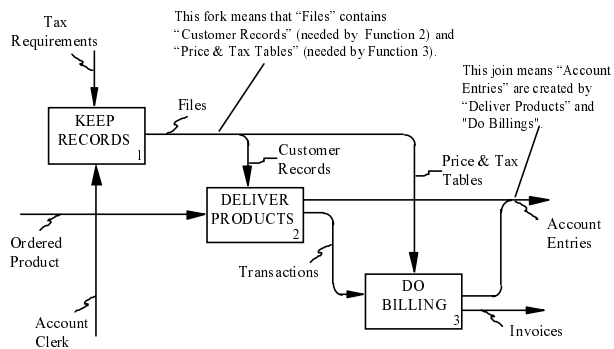 Tax
Requirements
This fork means that “Files” contains
“Customer Records” (needed by Function 2) and
“Price & Tax Tables” (needed by Function 3).
This join means “Account
Entries” are created by
“Deliver Products” and
"Do Billings".
Files
KEEP
RECORDS
1
Customer
Records
Price & Tax
Tables
DELIVER
PRODUCTS
2
Ordered
Product
Account
Entries
Transactions
DO
BILLING
3
Account
Clerk
Invoices